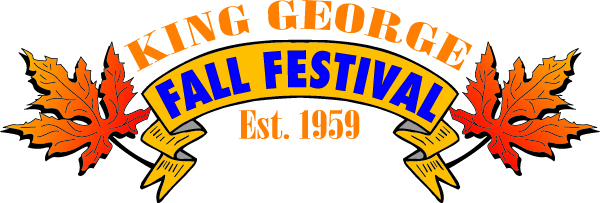 KING GEORGE
FALL FESTIVAL
Est. 1959